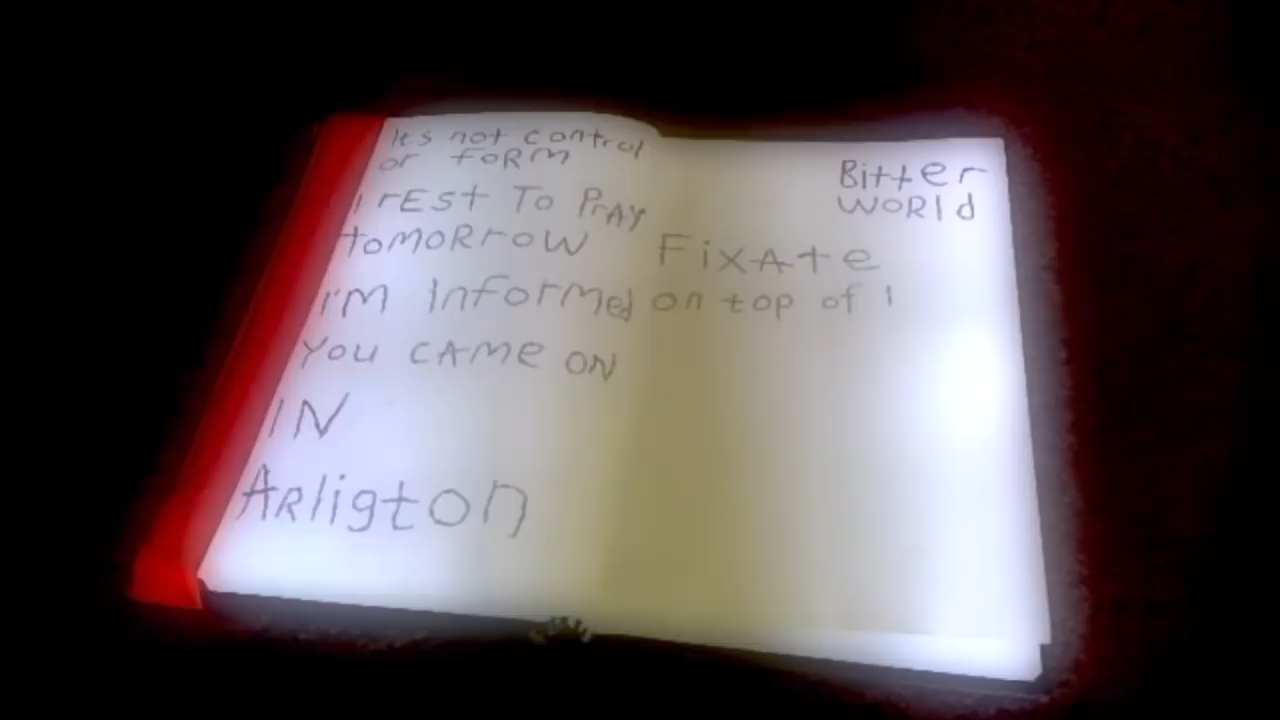 it's not control
or foRm
I rESt To PrAy
toMoRroW
I'M InformEd
You CAMe ON
IN
ARligton
Bitter
WoRld
FiXAte
on top of I